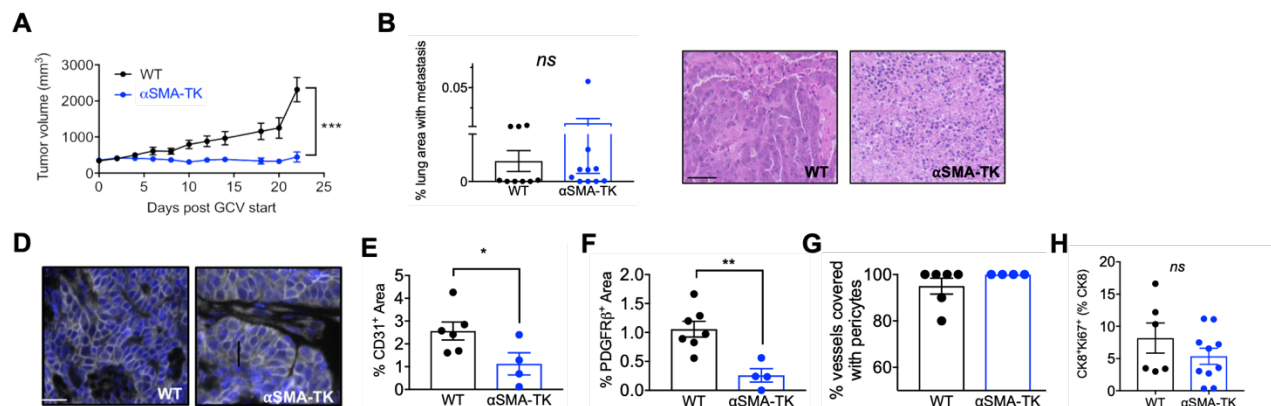 A
Tumor volume (mm³)
3000
2000
1000
0
WT
αSMA-TK
***
0 5 10 15 20 25
Days post GCV start
B
% lung area with metastasis
ns
0.05
0
WT αSMA-TK
WT
αSMA-TK
D
WT
αSMA-TK
E
% CD31⁺ Area
*
5
4
3
2
1
0
WT αSMA-TK
F
% PDGFRβ⁺ Area
**
2.0
1.5
1.0
0.5
0.0
WT αSMA-TK
G
% vessels covered
with pericytes
100
80
60
WT αSMA-TK
H
CK8⁺Ki67⁺ (% CK8)
ns
20
15
10
5
0
WT αSMA-TK